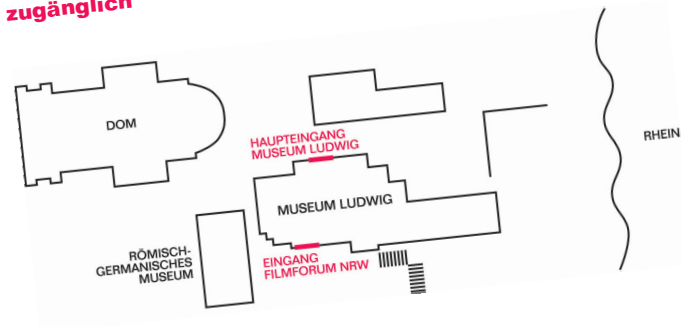 zugänglich
DOM
HAUPTEINGANG
MUSEUM LUDWIG
RHEIN
MUSEUM LUDWIG
RÖMISCH-
GERMANISCHES
MUSEUM
EINGANG
FILMFORUM NRW